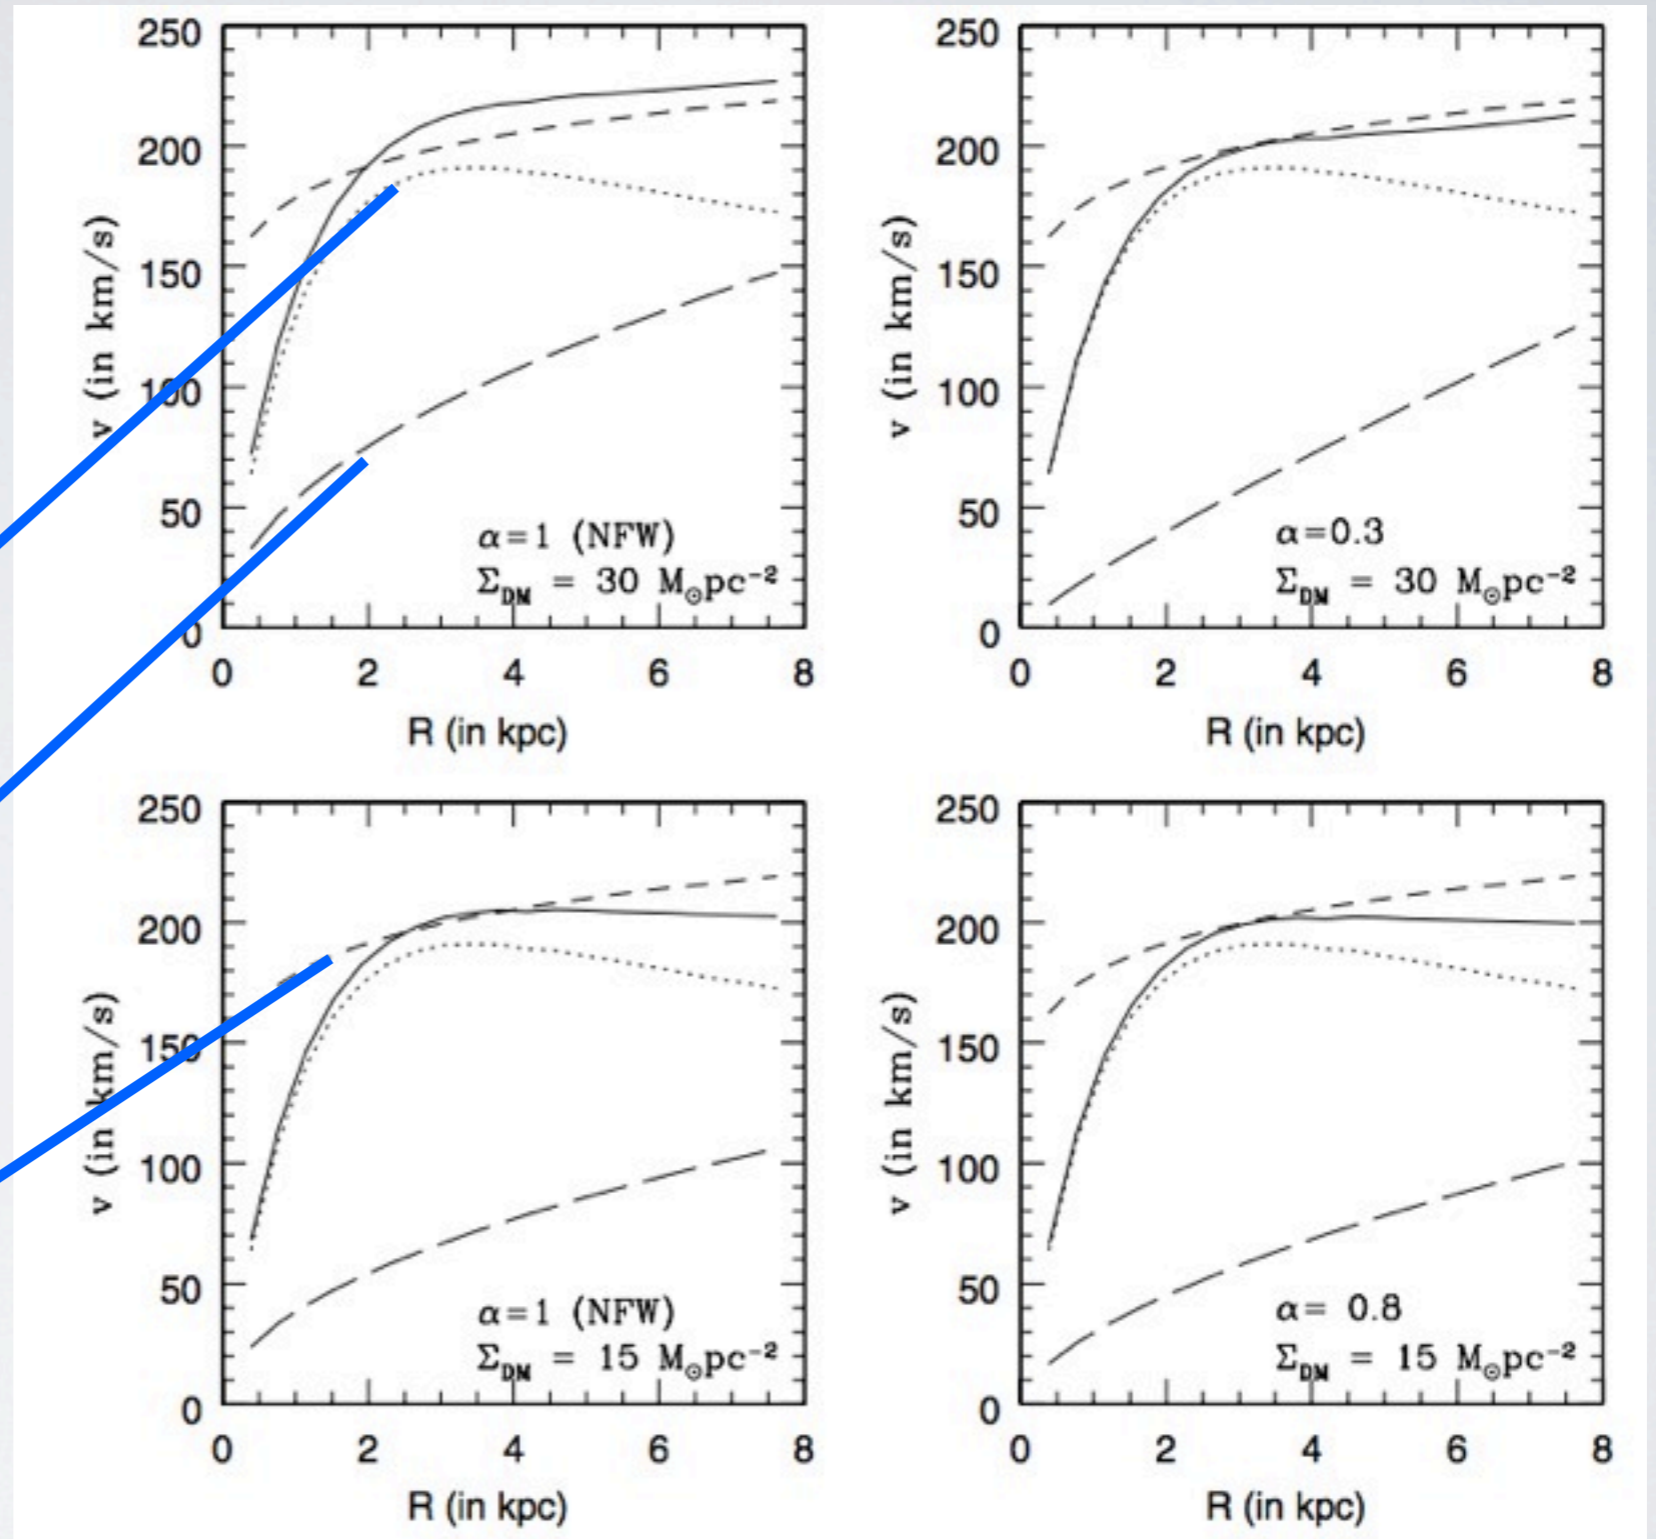 250
200
150
100
50
0
v (in km/s)
α=1 (NFW)
Σ_DM = 30 M⊙pc⁻²
0 2 4 6 8
R (in kpc)
250
200
150
100
50
0
v (in km/s)
α=0.3
Σ_DM = 30 M⊙pc⁻²
0 2 4 6 8
R (in kpc)
250
200
150
100
50
0
v (in km/s)
α=1 (NFW)
Σ_DM = 15 M⊙pc⁻²
0 2 4 6 8
R (in kpc)
250
200
150
100
50
0
v (in km/s)
α= 0.8
Σ_DM = 15 M⊙pc⁻²
0 2 4 6 8
R (in kpc)